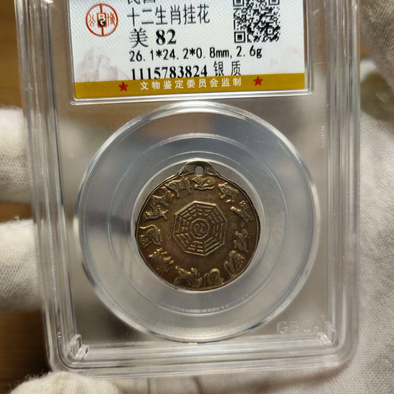 十二生肖挂花
美 82
26.1*24.2*0.8mm, 2.6g
1115783824 银 质
★ 文物鉴定委员会监制 ★